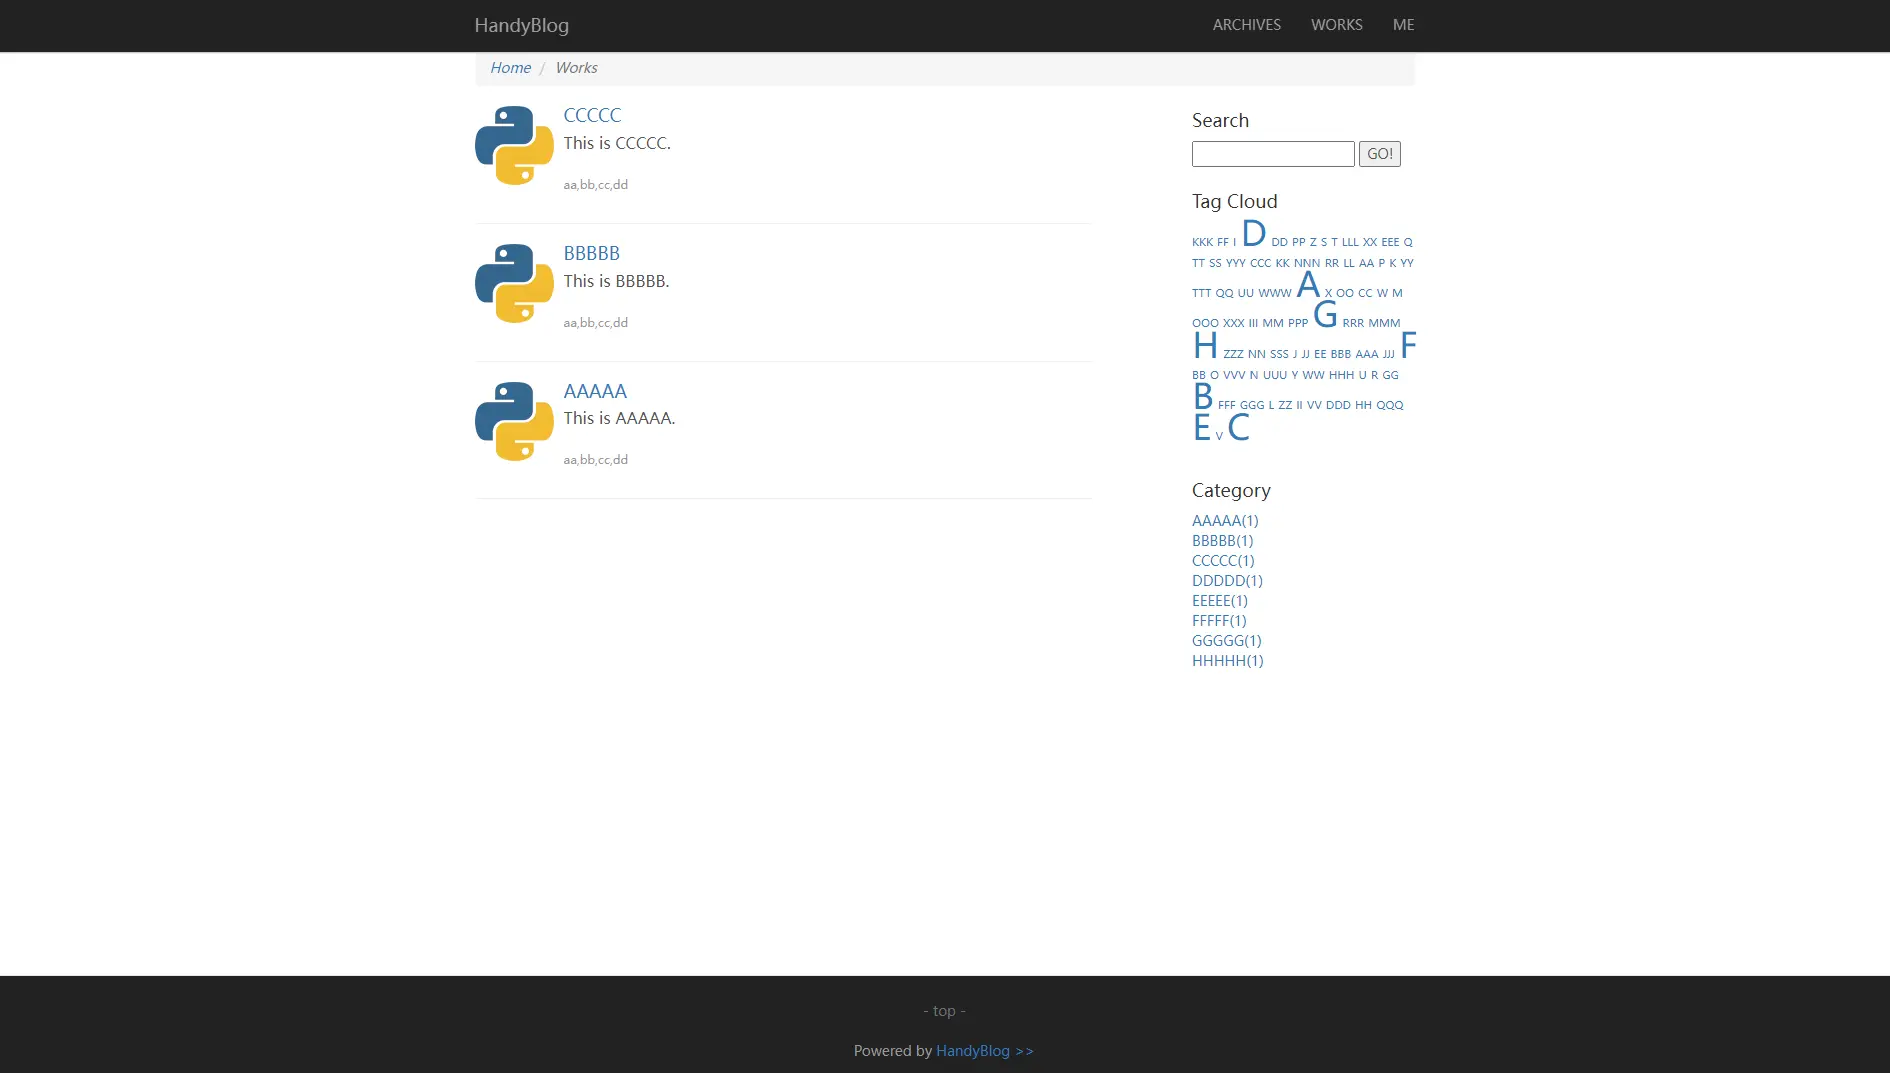 HandyBlog
ARCHIVES WORKS ME
Home / Works
CCCCC
This is CCCCC.
aa,bb,cc,dd
BBBBB
This is BBBBB.
aa,bb,cc,dd
AAAAA
This is AAAAA.
aa,bb,cc,dd
Search
GO!
Tag Cloud
KKK FF I D DD PP Z S T LLL XX EEE Q
TT SS YYY CCC KK NNN RR LL AA P K YY
TTT QQ UU WWW A X OO CC W M
OOO XXX III MM PPP G RRR MMM
H ZZZ NN SSS J JJ EE BBB AAA JJJ F
BB O VVV N UUU Y WW HHH U R GG
B FFF GGG L ZZ II VV DDD HH QQQ
E V C
Category
AAAAA(1)
BBBBB(1)
CCCCC(1)
DDDDD(1)
EEEEE(1)
FFFFF(1)
GGGGG(1)
HHHHH(1)
- top -
Powered by HandyBlog >>